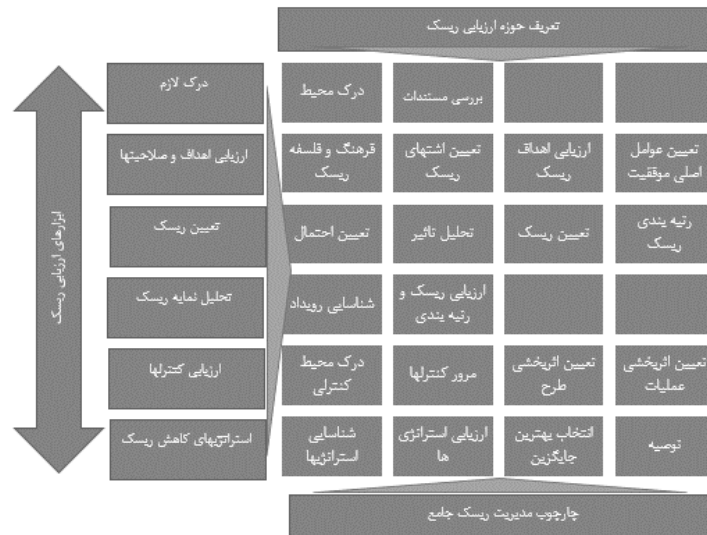 تعریف حوزه ارزیابی ریسک
ابزارهای ارزیابی ریسک
درک لازم
درک محیط
بررسی مستندات
ارزیابی اهداف و صلاحیتها
فرهنگ و فلسفه
ریسک
تعیین اشتهای
ریسک
ارزیابی اهداف
ریسک
تعیین عوامل
اصلی موفقیت
تعیین ریسک
تعیین احتمال
تحلیل تاثیر
تعیین ریسک
رتبه بندی
ریسک
تحلیل نمایه ریسک
شناسایی رویداد
ارزیابی ریسک و
رتبه بندی
ارزیابی کنترلها
درک محیط
کنترلی
مرور کنترلها
تعیین اثربخشی
طرح
تعیین اثربخشی
عملیات
استراتژیهای کاهش ریسک
شناسایی
استراتژیها
ارزیابی استراتژی
ها
انتخاب بهترین
جایگزین
توصیه
چارچوب مدیریت ریسک جامع